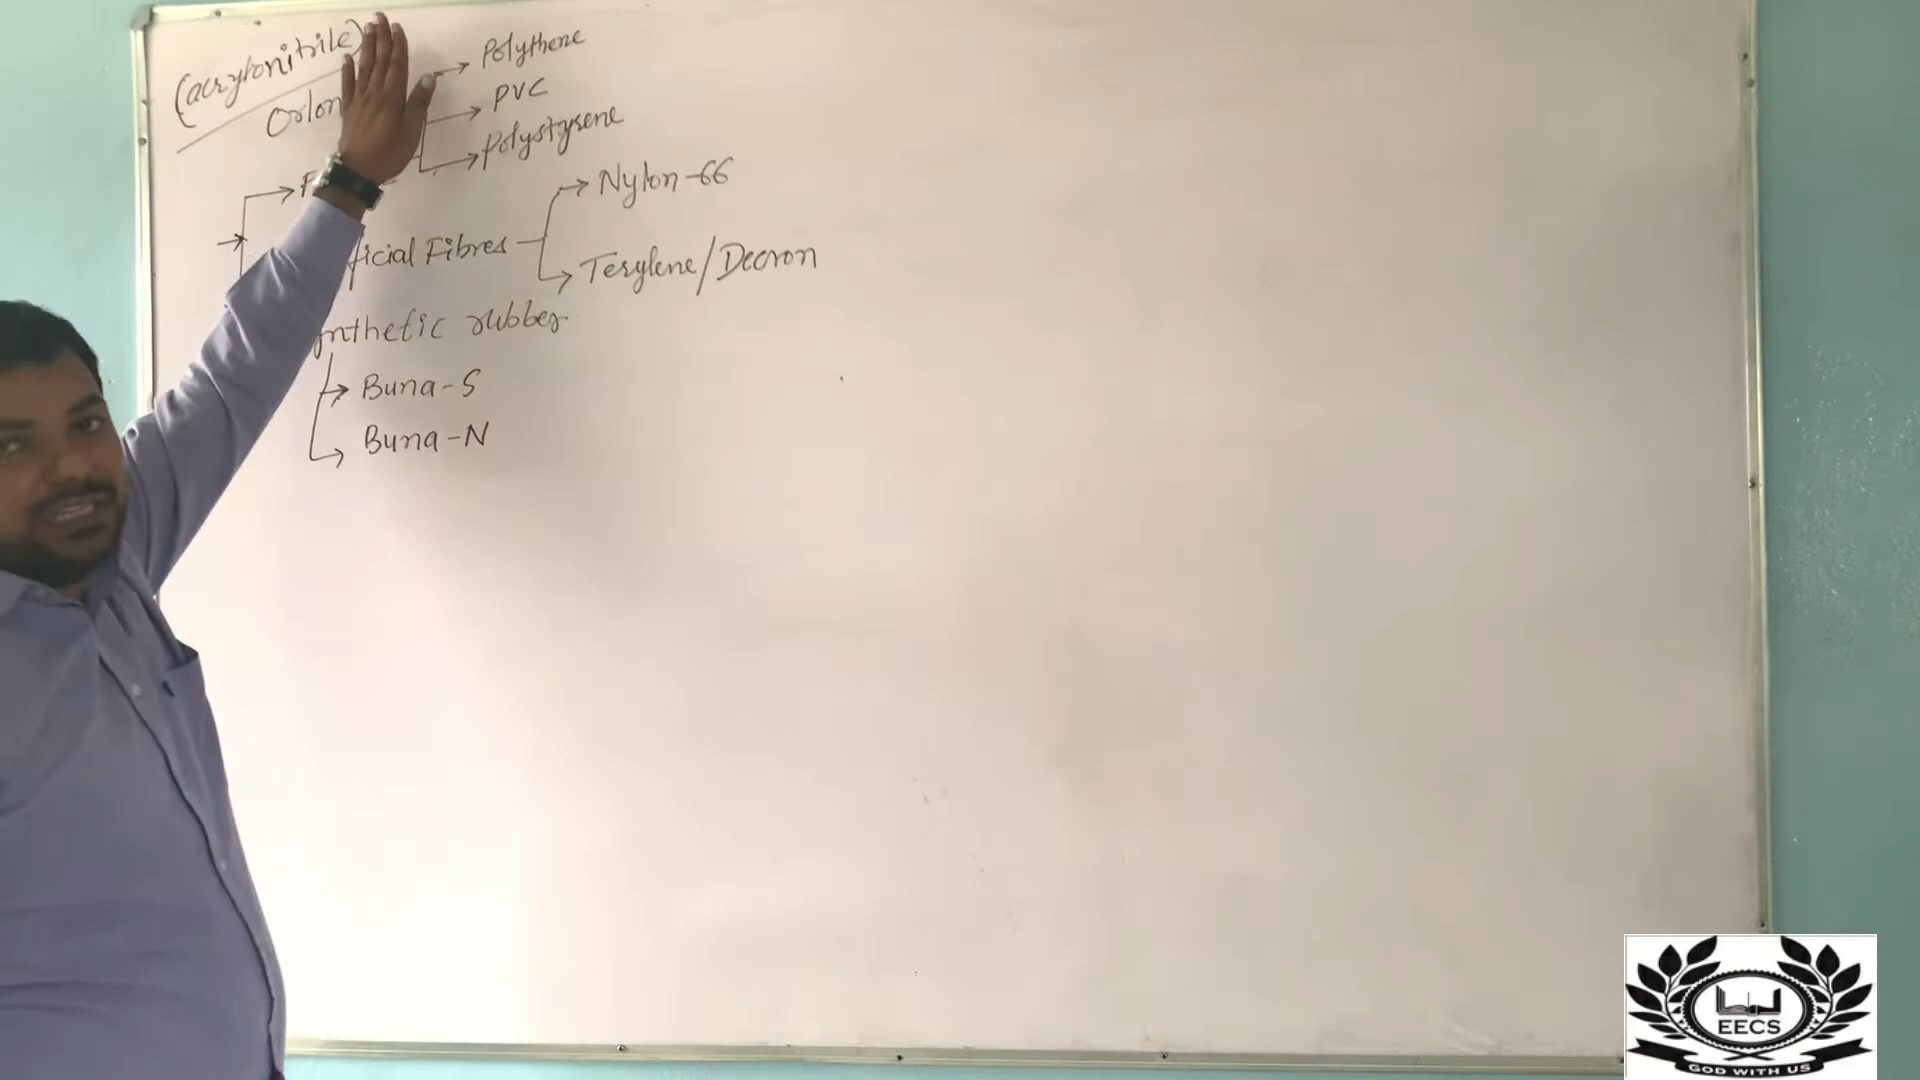 (acrylonitrile)
Orlon
Polythene
PVC
Polystyrene
Nylon-66
ficial Fibres
Terylene/Decron
nthetic rubber
Buna-S
Buna-N
EECS
GOD WITH US